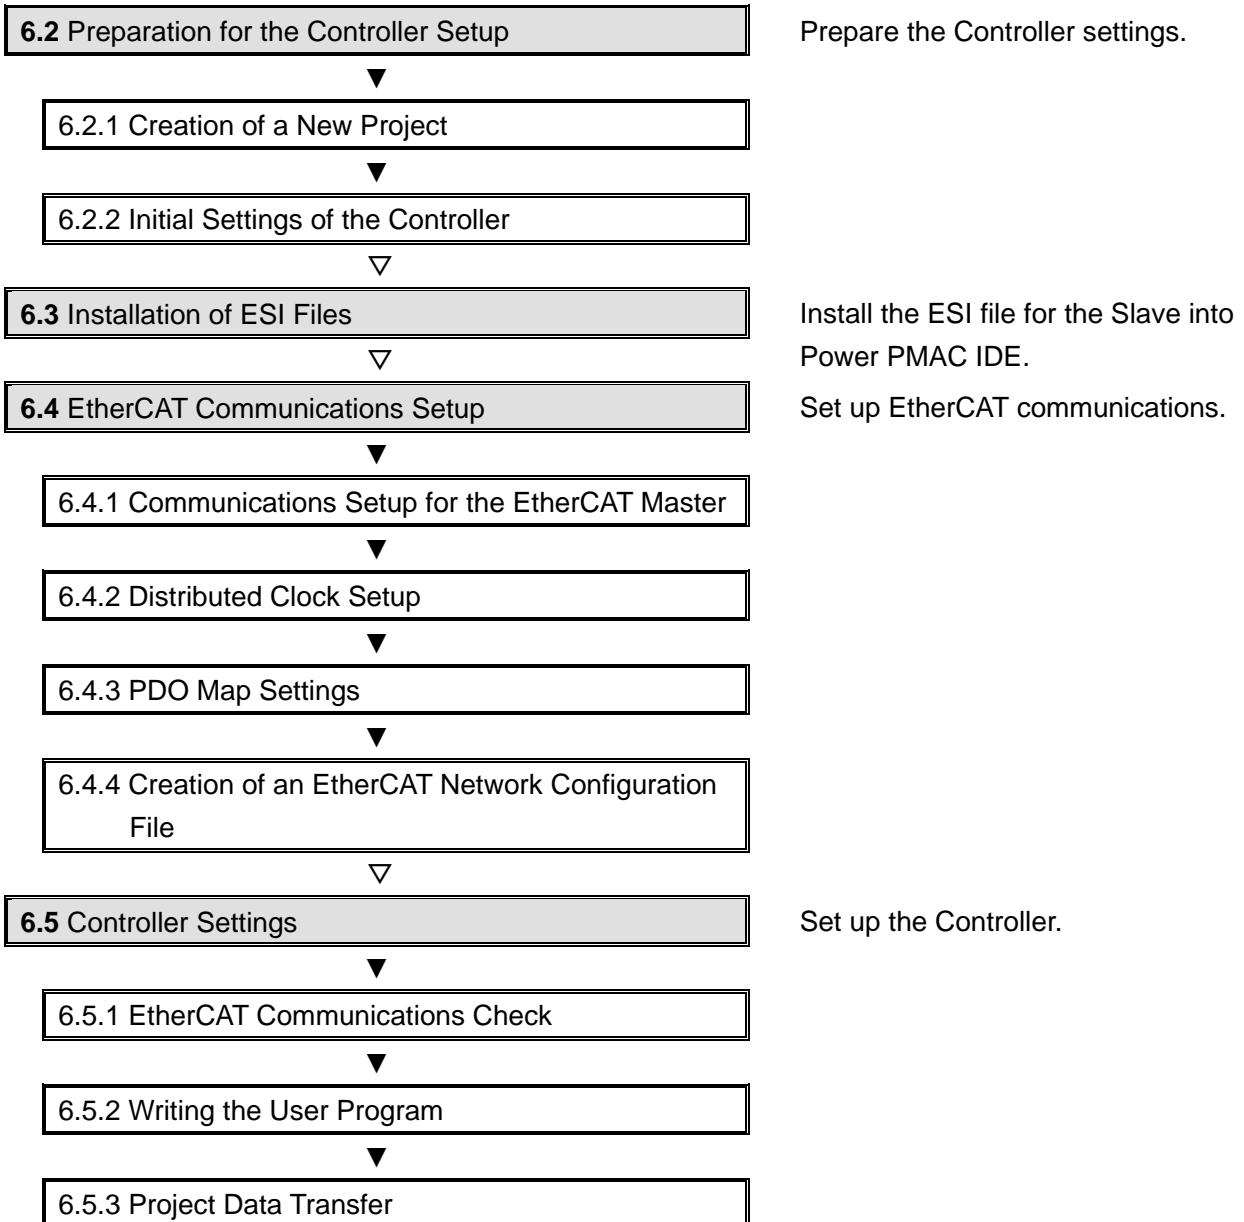 6.2 Preparation for the Controller Setup
Prepare the Controller settings.
▼
6.2.1 Creation of a New Project
▼
6.2.2 Initial Settings of the Controller
▽
6.3 Installation of ESI Files
Install the ESI file for the Slave into
Power PMAC IDE.
▽
6.4 EtherCAT Communications Setup
Set up EtherCAT communications.
▼
6.4.1 Communications Setup for the EtherCAT Master
▼
6.4.2 Distributed Clock Setup
▼
6.4.3 PDO Map Settings
▼
6.4.4 Creation of an EtherCAT Network Configuration
File
▽
6.5 Controller Settings
Set up the Controller.
▼
6.5.1 EtherCAT Communications Check
▼
6.5.2 Writing the User Program
▼
6.5.3 Project Data Transfer